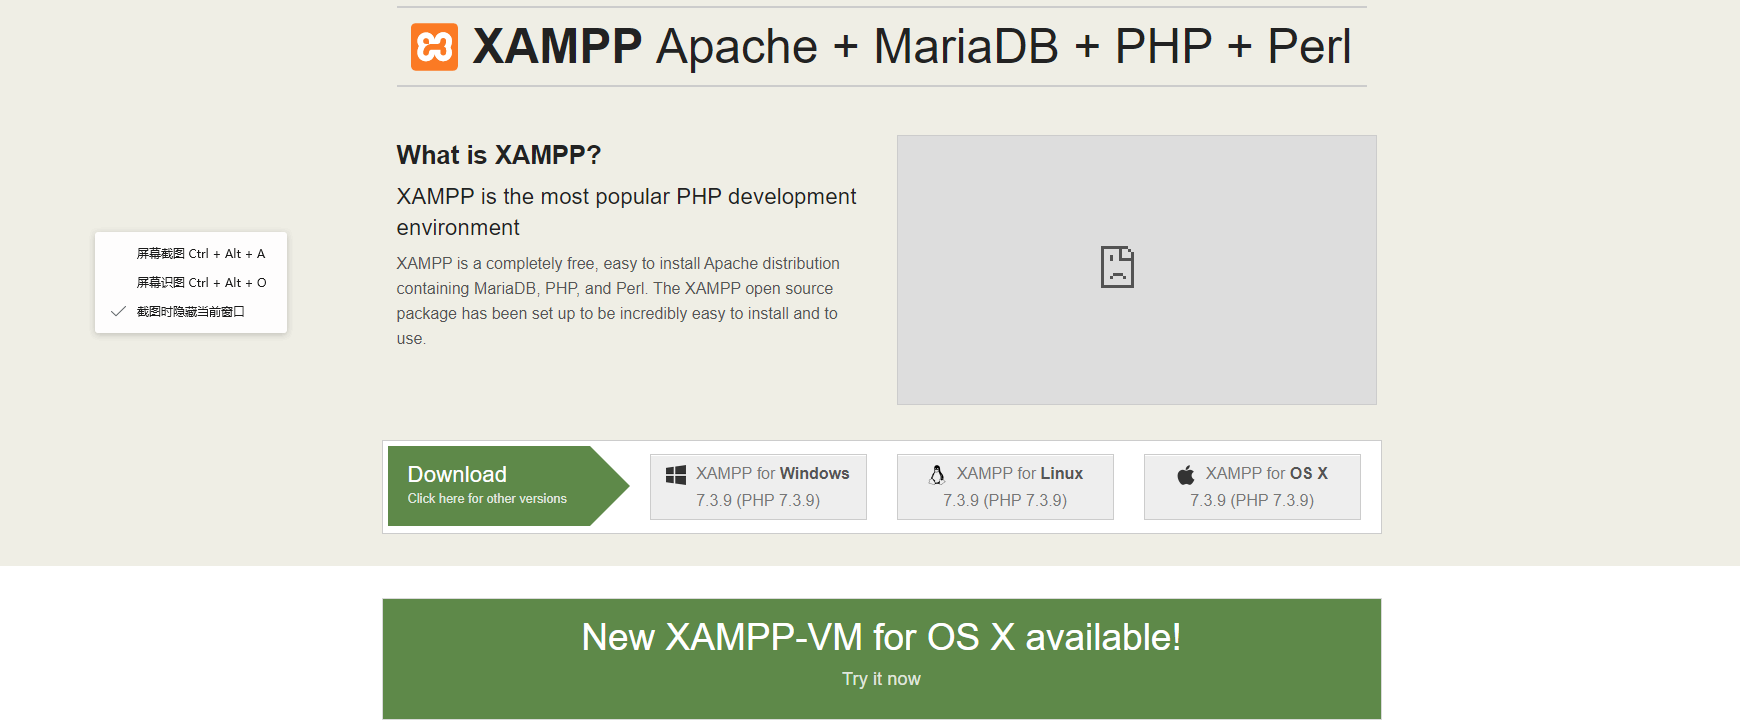 XAMPP Apache + MariaDB + PHP + Perl
What is XAMPP?
XAMPP is the most popular PHP development
environment
XAMPP is a completely free, easy to install Apache distribution
containing MariaDB, PHP, and Perl. The XAMPP open source
package has been set up to be incredibly easy to install and to
use.
屏幕截图 Ctrl + Alt + A
屏幕识图 Ctrl + Alt + O
截图时隐藏当前窗口
Download
Click here for other versions
XAMPP for Windows
7.3.9 (PHP 7.3.9)
XAMPP for Linux
7.3.9 (PHP 7.3.9)
XAMPP for OS X
7.3.9 (PHP 7.3.9)
New XAMPP-VM for OS X available!
Try it now